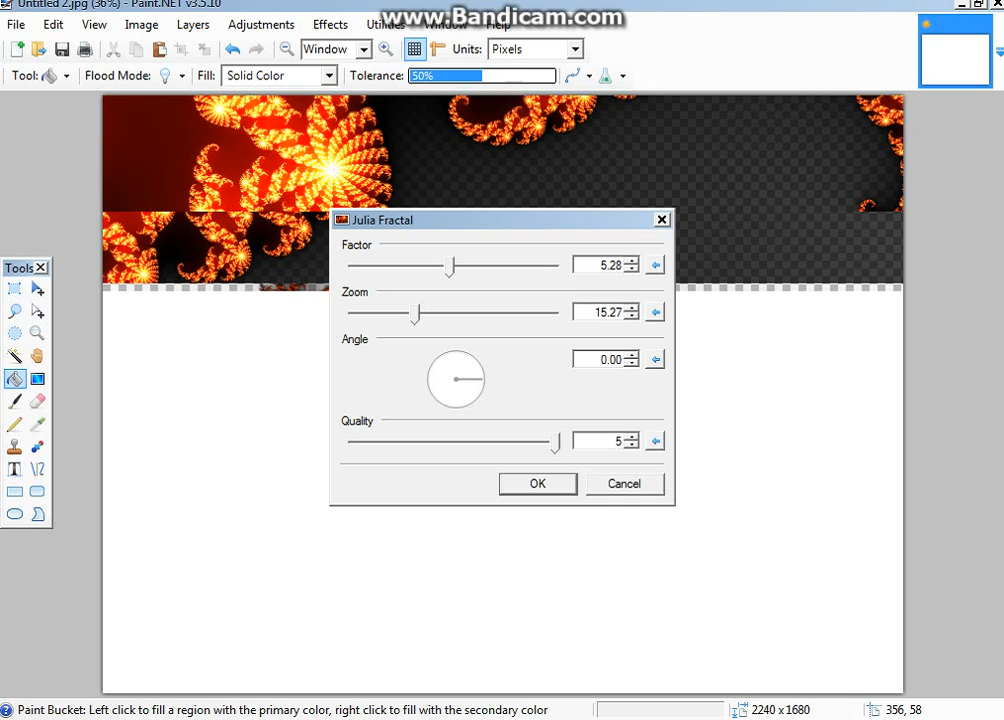 Untitled 2.jpg (36%) - Paint.NET v3.5.10
www.Bandicam.com
File Edit View Image Layers Adjustments Effects Utilities Window Help
Window Units: Pixels
Tool: Flood Mode: Fill: Solid Color Tolerance: 50%
Julia Fractal
Factor
5.28
Zoom
15.27
Angle
0.00
Quality
5
OK Cancel
Tools
T
Paint Bucket: Left click to fill a region with the primary color, right click to fill with the secondary color 2240 x 1680 356, 58